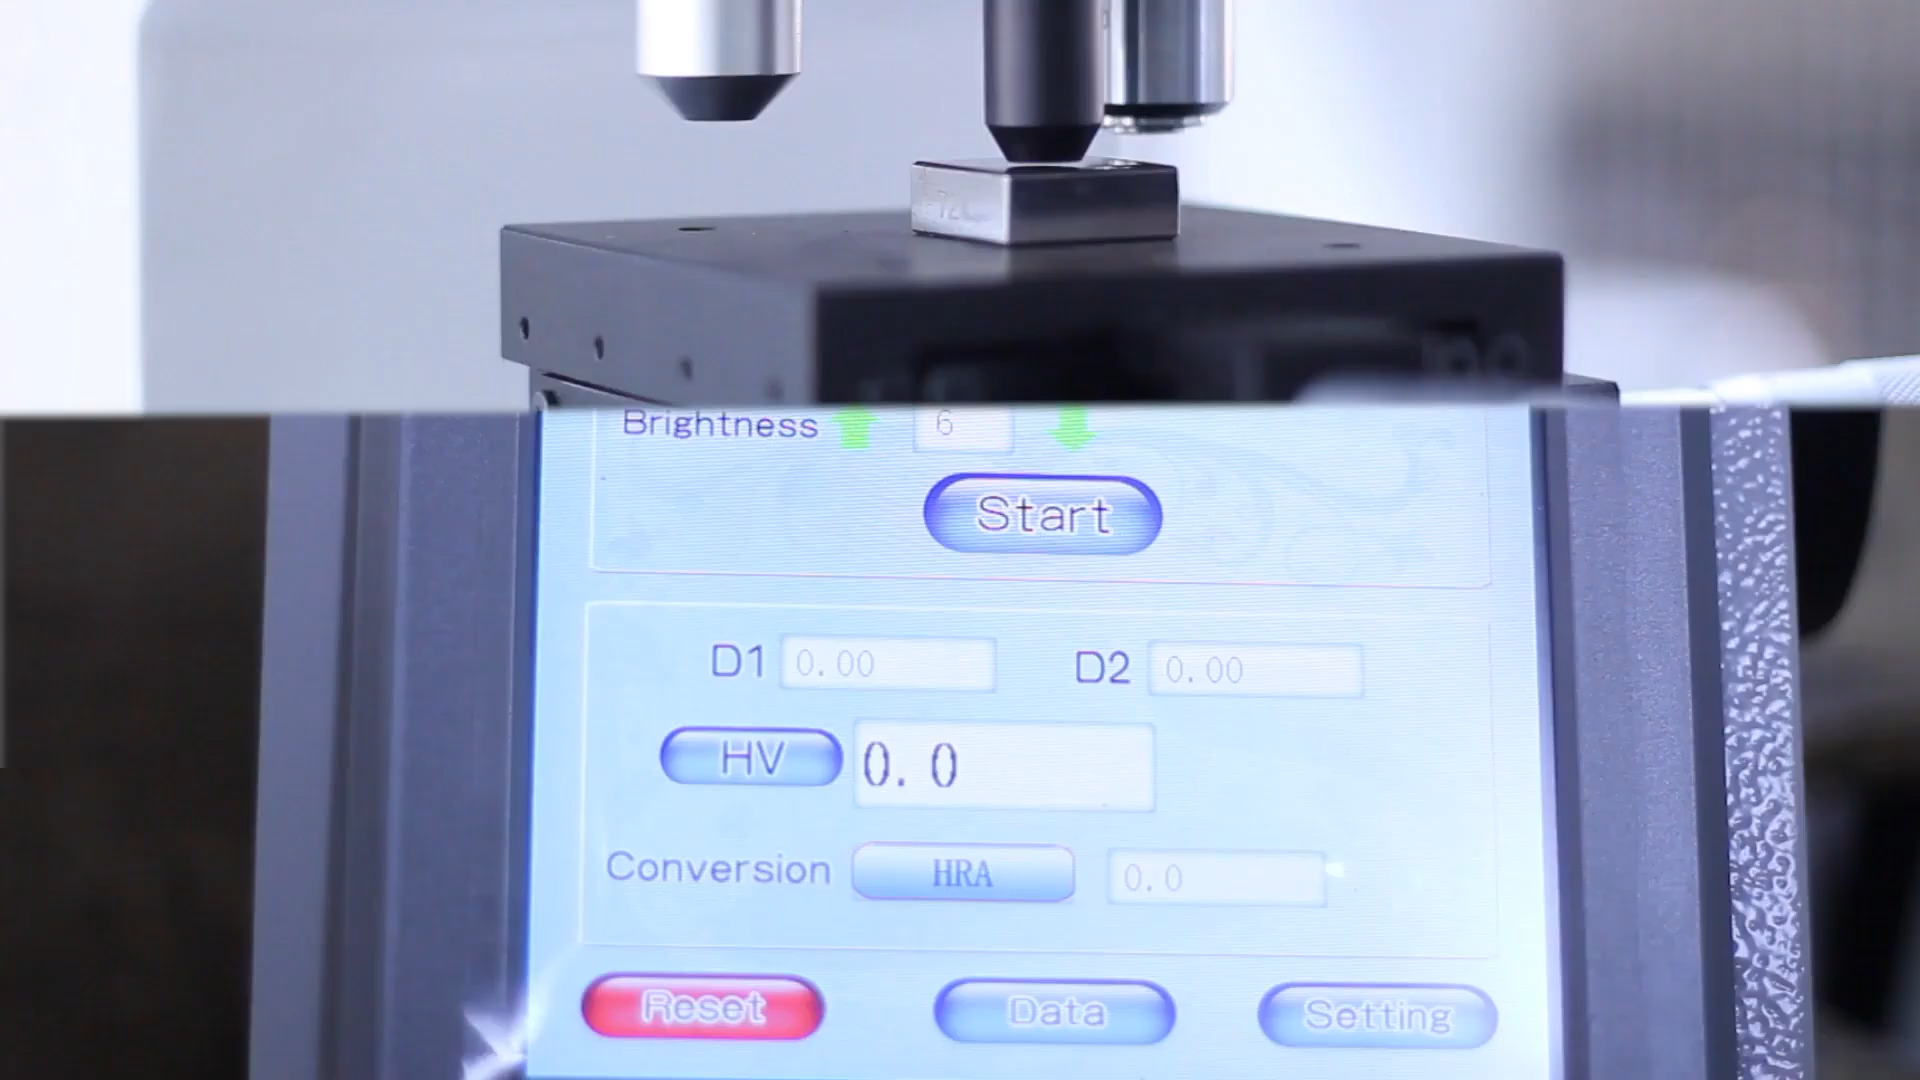 Brightness 6
Start
D1 0.00 D2 0.00
HV 0.0
Conversion HRA 0.0
Reset Data Setting